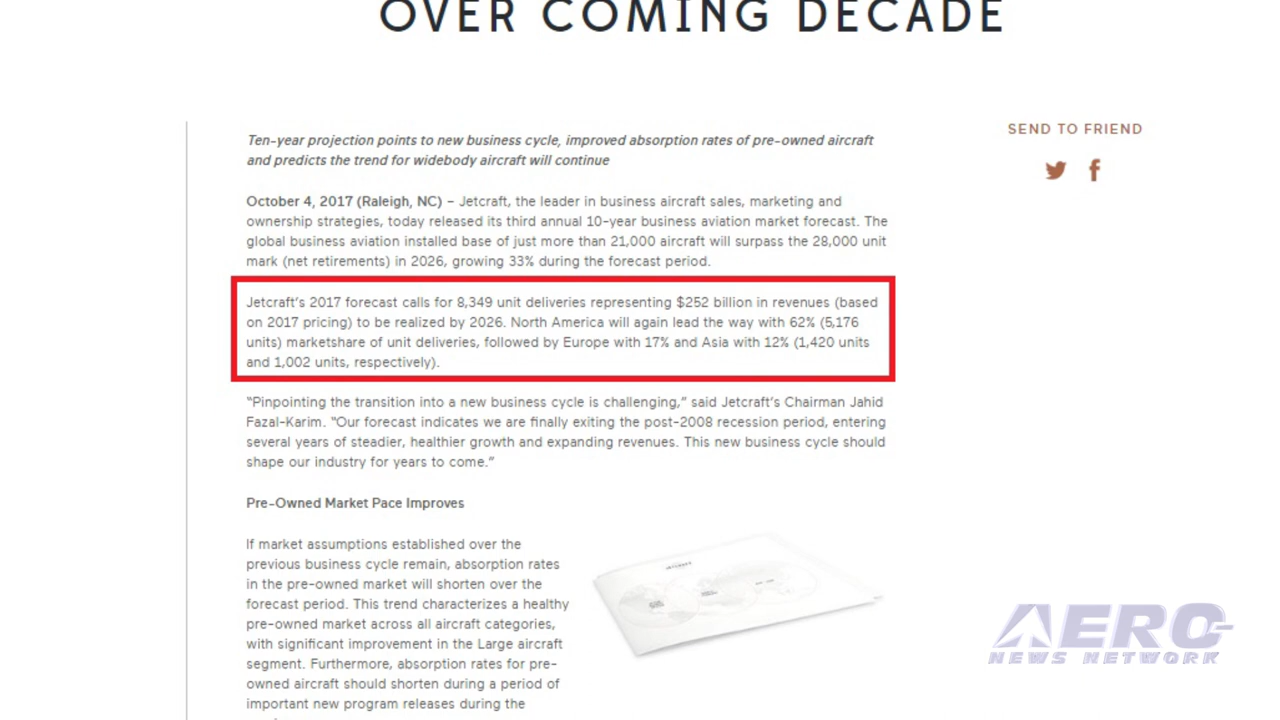 OVER COMING DECADE
SEND TO FRIEND
Ten-year projection points to new business cycle, improved absorption rates of pre-owned aircraft
and predicts the trend for widebody aircraft will continue
October 4, 2017 (Raleigh, NC) – Jetcraft, the leader in business aircraft sales, marketing and
ownership strategies, today released its third annual 10-year business aviation market forecast. The
global business aviation installed base of just more than 21,000 aircraft will surpass the 28,000 unit
mark (net retirements) in 2026, growing 33% during the forecast period.
Jetcraft's 2017 forecast calls for 8,349 unit deliveries representing $252 billion in revenues (based
on 2017 pricing) to be realized by 2026. North America will again lead the way with 62% (5,176
units) marketshare of unit deliveries, followed by Europe with 17% and Asia with 12% (1,420 units
and 1,002 units, respectively).
"Pinpointing the transition into a new business cycle is challenging," said Jetcraft's Chairman Jahid
Fazal-Karim. "Our forecast indicates we are finally exiting the post-2008 recession period, entering
several years of steadier, healthier growth and expanding revenues. This new business cycle should
shape our industry for years to come."
Pre-Owned Market Pace Improves
If market assumptions established over the
previous business cycle remain, absorption rates
in the pre-owned market will shorten over the
forecast period. This trend characterizes a healthy
pre-owned market across all aircraft categories,
with significant improvement in the Large aircraft
segment. Furthermore, absorption rates for pre-
owned aircraft should shorten during a period of
important new program releases during the
JETCRAFT
AERO
NEWS NETWORK